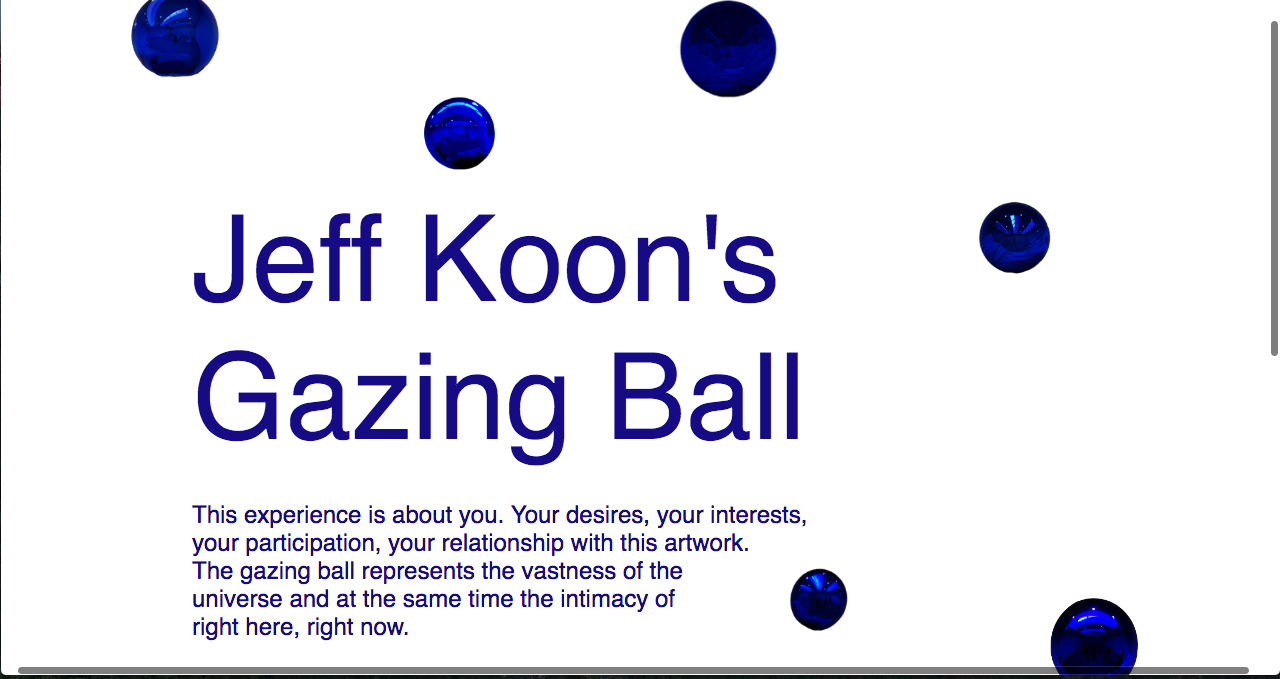 Jeff Koon's
Gazing Ball
This experience is about you. Your desires, your interests,
your participation, your relationship with this artwork.
The gazing ball represents the vastness of the
universe and at the same time the intimacy of
right here, right now.